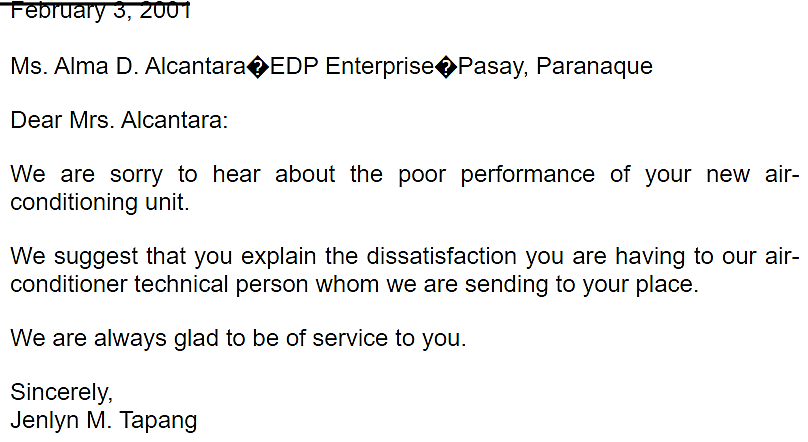 February 3, 2001
Ms. Alma D. Alcantara�EDP Enterprise�Pasay, Paranaque
Dear Mrs. Alcantara:
We are sorry to hear about the poor performance of your new air-
conditioning unit.
We suggest that you explain the dissatisfaction you are having to our air-
conditioner technical person whom we are sending to your place.
We are always glad to be of service to you.
Sincerely,
Jenlyn M. Tapang